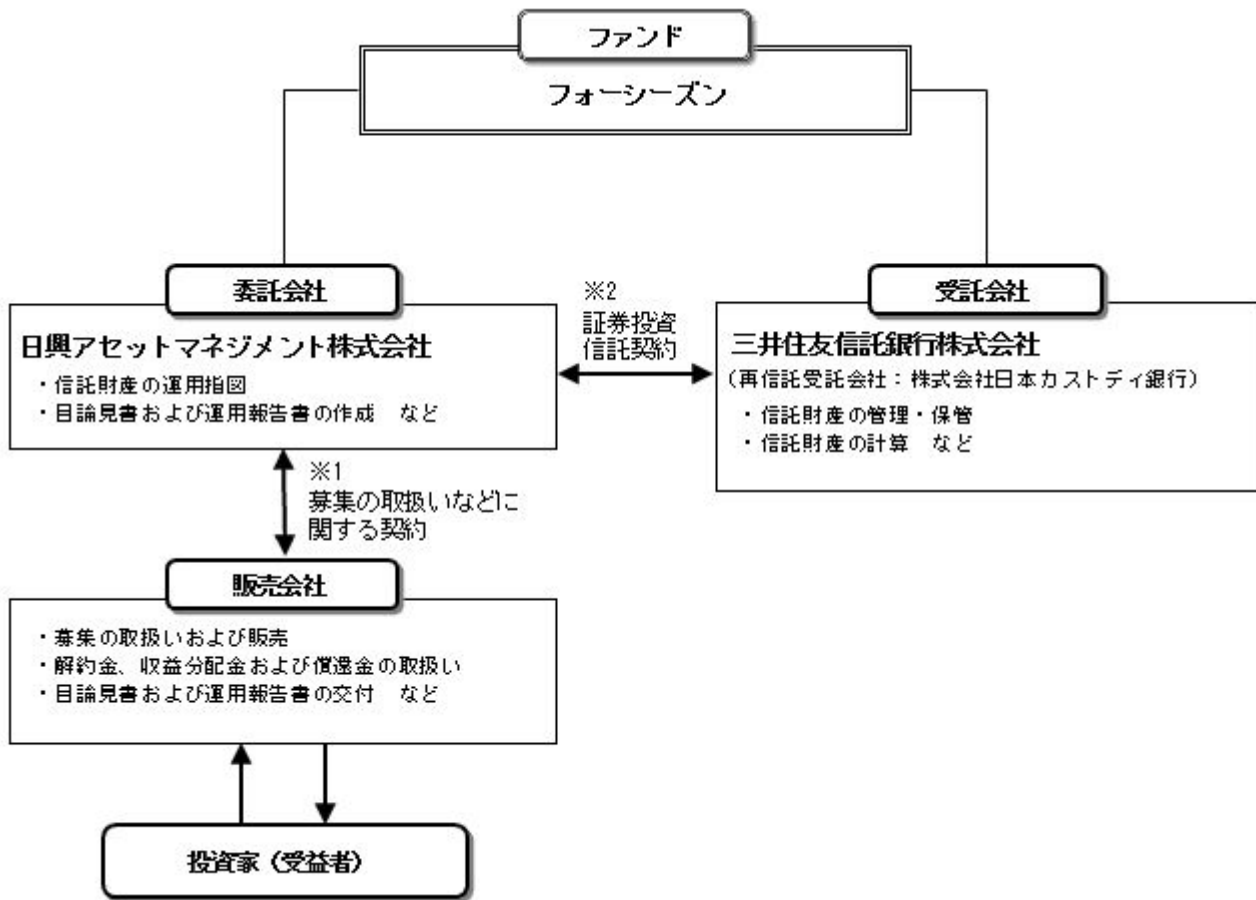 ファンド
フォーシーズン
委託会社
日興アセットマネジメント株式会社
・信託財産の運用指図
・目論見書および運用報告書の作成　など
※2
証券投資
信託契約
受託会社
三井住友信託銀行株式会社
（再信託受託会社：株式会社日本カストディ銀行）
・信託財産の管理・保管
・信託財産の計算　など
※1
募集の取扱いなどに
関する契約
販売会社
・募集の取扱いおよび販売
・解約金、収益分配金および償還金の取扱い
・目論見書および運用報告書の交付　など
投資家（受益者）